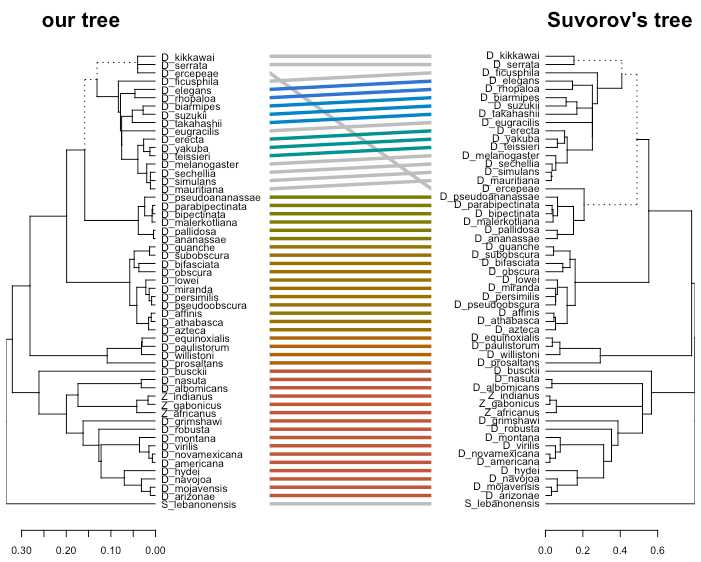 our tree
Suvorov's tree
D_kikkawai
D_serrata
D_ercepeae
D_ficusphila
D_elegans
D_rhopaloa
D_biarmipes
D_suzukii
D_takahashii
D_eugracilis
D_erecta
D_yakuba
D_teissieri
D_melanogaster
D_sechellia
D_simulans
D_mauritiana
D_pseudoananassae
D_parabipectinata
D_bipectinata
D_malerkotliana
D_pallidosa
D_ananassae
D_guanche
D_subobscura
D_bifasciata
D_obscura
D_lowei
D_miranda
D_persimilis
D_pseudoobscura
D_affinis
D_athabasca
D_azteca
D_equinoxialis
D_paulistorum
D_willistoni
D_prosaltans
D_busckii
D_nasuta
D_albomicans
Z_indianus
Z_gabonicus
Z_africanus
D_grimshawi
D_robusta
D_montana
D_virilis
D_novamexicana
D_americana
D_hydei
D_navojoa
D_mojavensis
D_arizonae
S_lebanonensis
0.30 0.20 0.10 0.00
D_kikkawai
D_serrata
D_ficusphila
D_elegans
D_rhopaloa
D_biarmipes
D_suzukii
D_takahashii
D_eugracilis
D_erecta
D_yakuba
D_teissieri
D_melanogaster
D_sechellia
D_simulans
D_mauritiana
D_ercepeae
D_pseudoananassae
D_parabipectinata
D_bipectinata
D_malerkotliana
D_pallidosa
D_ananassae
D_guanche
D_subobscura
D_bifasciata
D_obscura
D_lowei
D_miranda
D_persimilis
D_pseudoobscura
D_affinis
D_athabasca
D_azteca
D_equinoxialis
D_paulistorum
D_willistoni
D_prosaltans
D_busckii
D_nasuta
D_albomicans
Z_indianus
Z_gabonicus
Z_africanus
D_grimshawi
D_robusta
D_montana
D_virilis
D_novamexicana
D_americana
D_hydei
D_navojoa
D_mojavensis
D_arizonae
S_lebanonensis
0.0 0.2 0.4 0.6